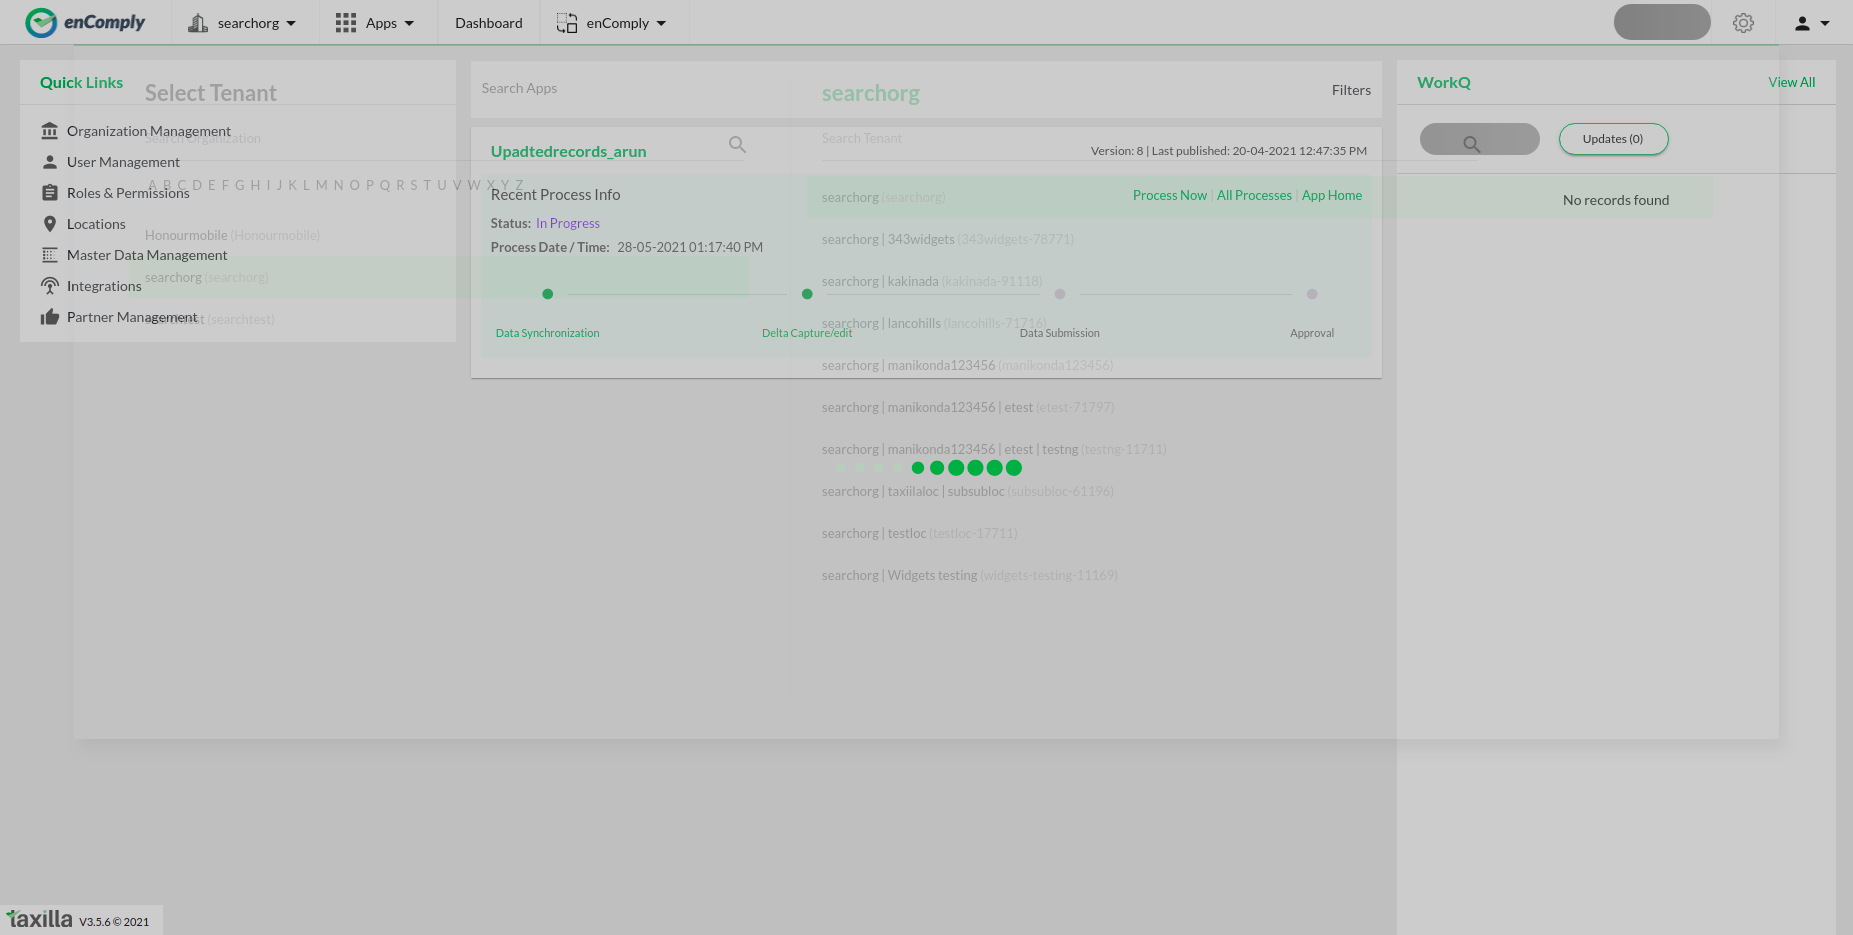 enComply
searchorg
Apps
Dashboard
enComply
Quick Links
Organization Management
User Management
Roles & Permissions
Locations
Master Data Management
Integrations
Partner Management
Select Tenant
Search Organization
A B C D E F G H I J K L M N O P Q R S T U V W X Y Z
Honourmobile (Honourmobile)
searchorg (searchorg)
searchtest (searchtest)
Search Apps
Filters
Upadtedrecords_arun
Version: 8 | Last published: 20-04-2021 12:47:35 PM
Recent Process Info
Process Now | All Processes | App Home
Status: In Progress
Process Date / Time: 28-05-2021 01:17:40 PM
Data Synchronization
Delta Capture/edit
Data Submission
Approval
searchorg
Search Tenant
searchorg (searchorg)
searchorg | 343widgets (343widgets-78771)
searchorg | kakinada (kakinada-91118)
searchorg | lancohills (lancohills-71716)
searchorg | manikonda123456 (manikonda123456)
searchorg | manikonda123456 | etest (etest-71797)
searchorg | manikonda123456 | etest | testng (testng-11711)
searchorg | taxiilaloc | subsubloc (subsubloc-61196)
searchorg | testloc (testloc-17711)
searchorg | Widgets testing (widgets-testing-11169)
WorkQ
View All
Updates (0)
No records found
taxilla V3.5.6 © 2021